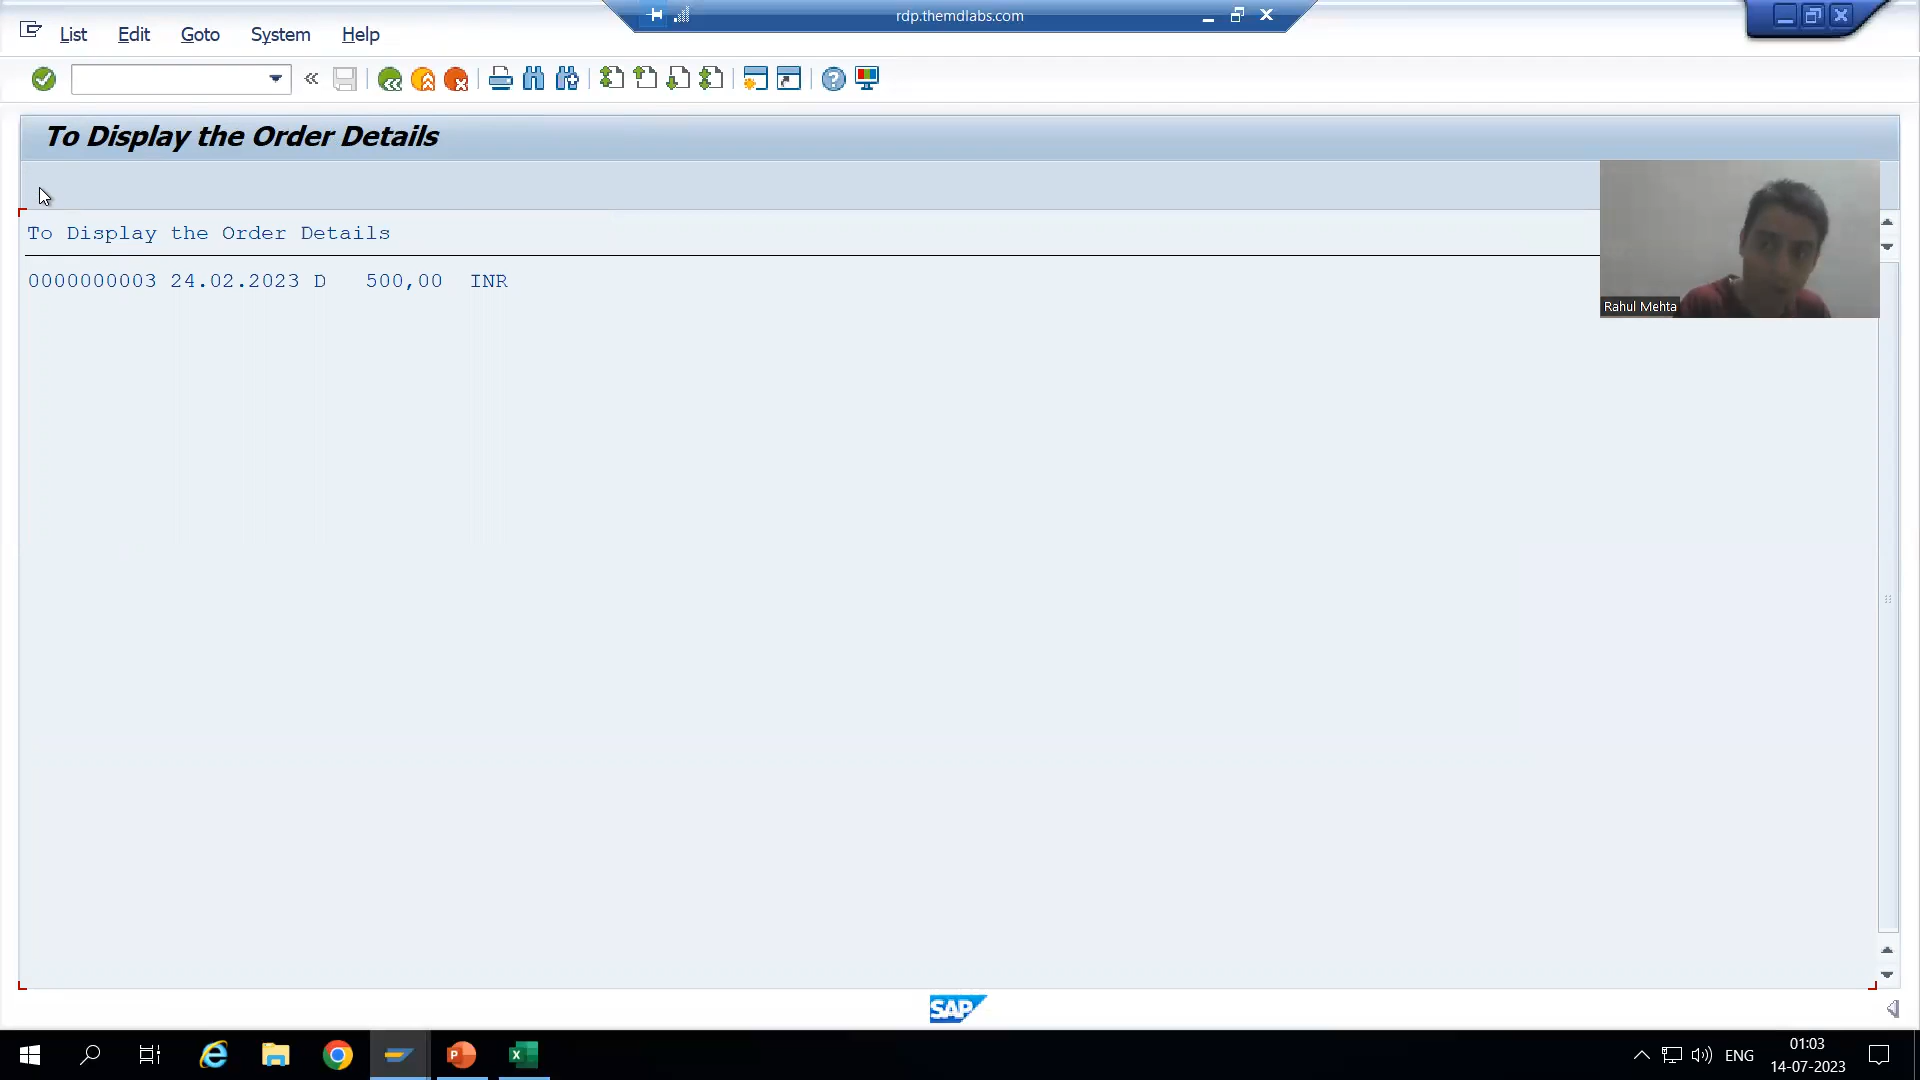 rdp.themdlabs.com
List Edit Goto System Help
To Display the Order Details
To Display the Order Details
0000000003 24.02.2023 D 500,00 INR
Rahul Mehta
SAP
ENG
01:03
14-07-2023